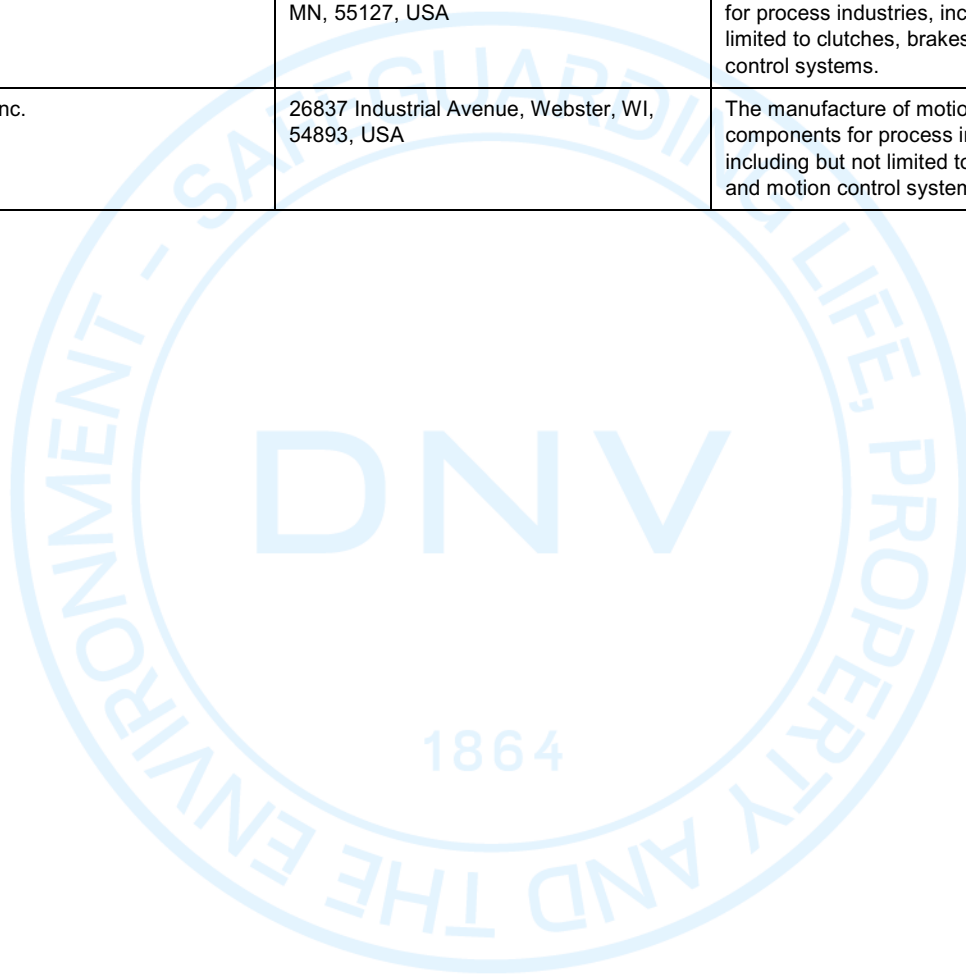 MN, 55127, USA
for process industries, inc
limited to clutches, brakes
control systems.
nc.
26837 Industrial Avenue, Webster, WI,
54893, USA
The manufacture of motio
components for process i
including but not limited to
and motion control system
SAFEGUARDING LIFE, PROPERTY AND THE ENVIRONMENT -
DNV
1864